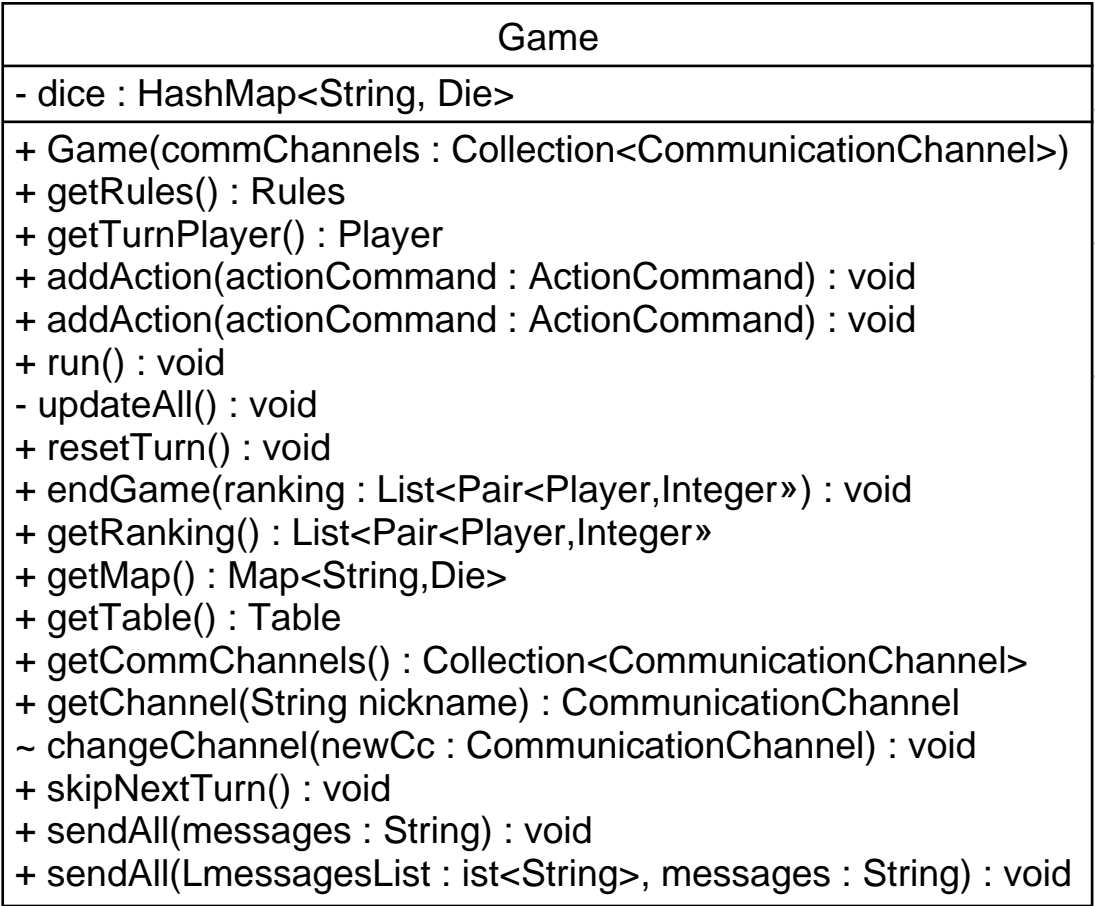 Game
- dice : HashMap<String, Die>
+ Game(commChannels : Collection<CommunicationChannel>)
+ getRules() : Rules
+ getTurnPlayer() : Player
+ addAction(actionCommand : ActionCommand) : void
+ addAction(actionCommand : ActionCommand) : void
+ run() : void
- updateAll() : void
+ resetTurn() : void
+ endGame(ranking : List<Pair<Player,Integer») : void
+ getRanking() : List<Pair<Player,Integer»
+ getMap() : Map<String,Die>
+ getTable() : Table
+ getCommChannels() : Collection<CommunicationChannel>
+ getChannel(String nickname) : CommunicationChannel
~ changeChannel(newCc : CommunicationChannel) : void
+ skipNextTurn() : void
+ sendAll(messages : String) : void
+ sendAll(LmessagesList : ist<String>, messages : String) : void